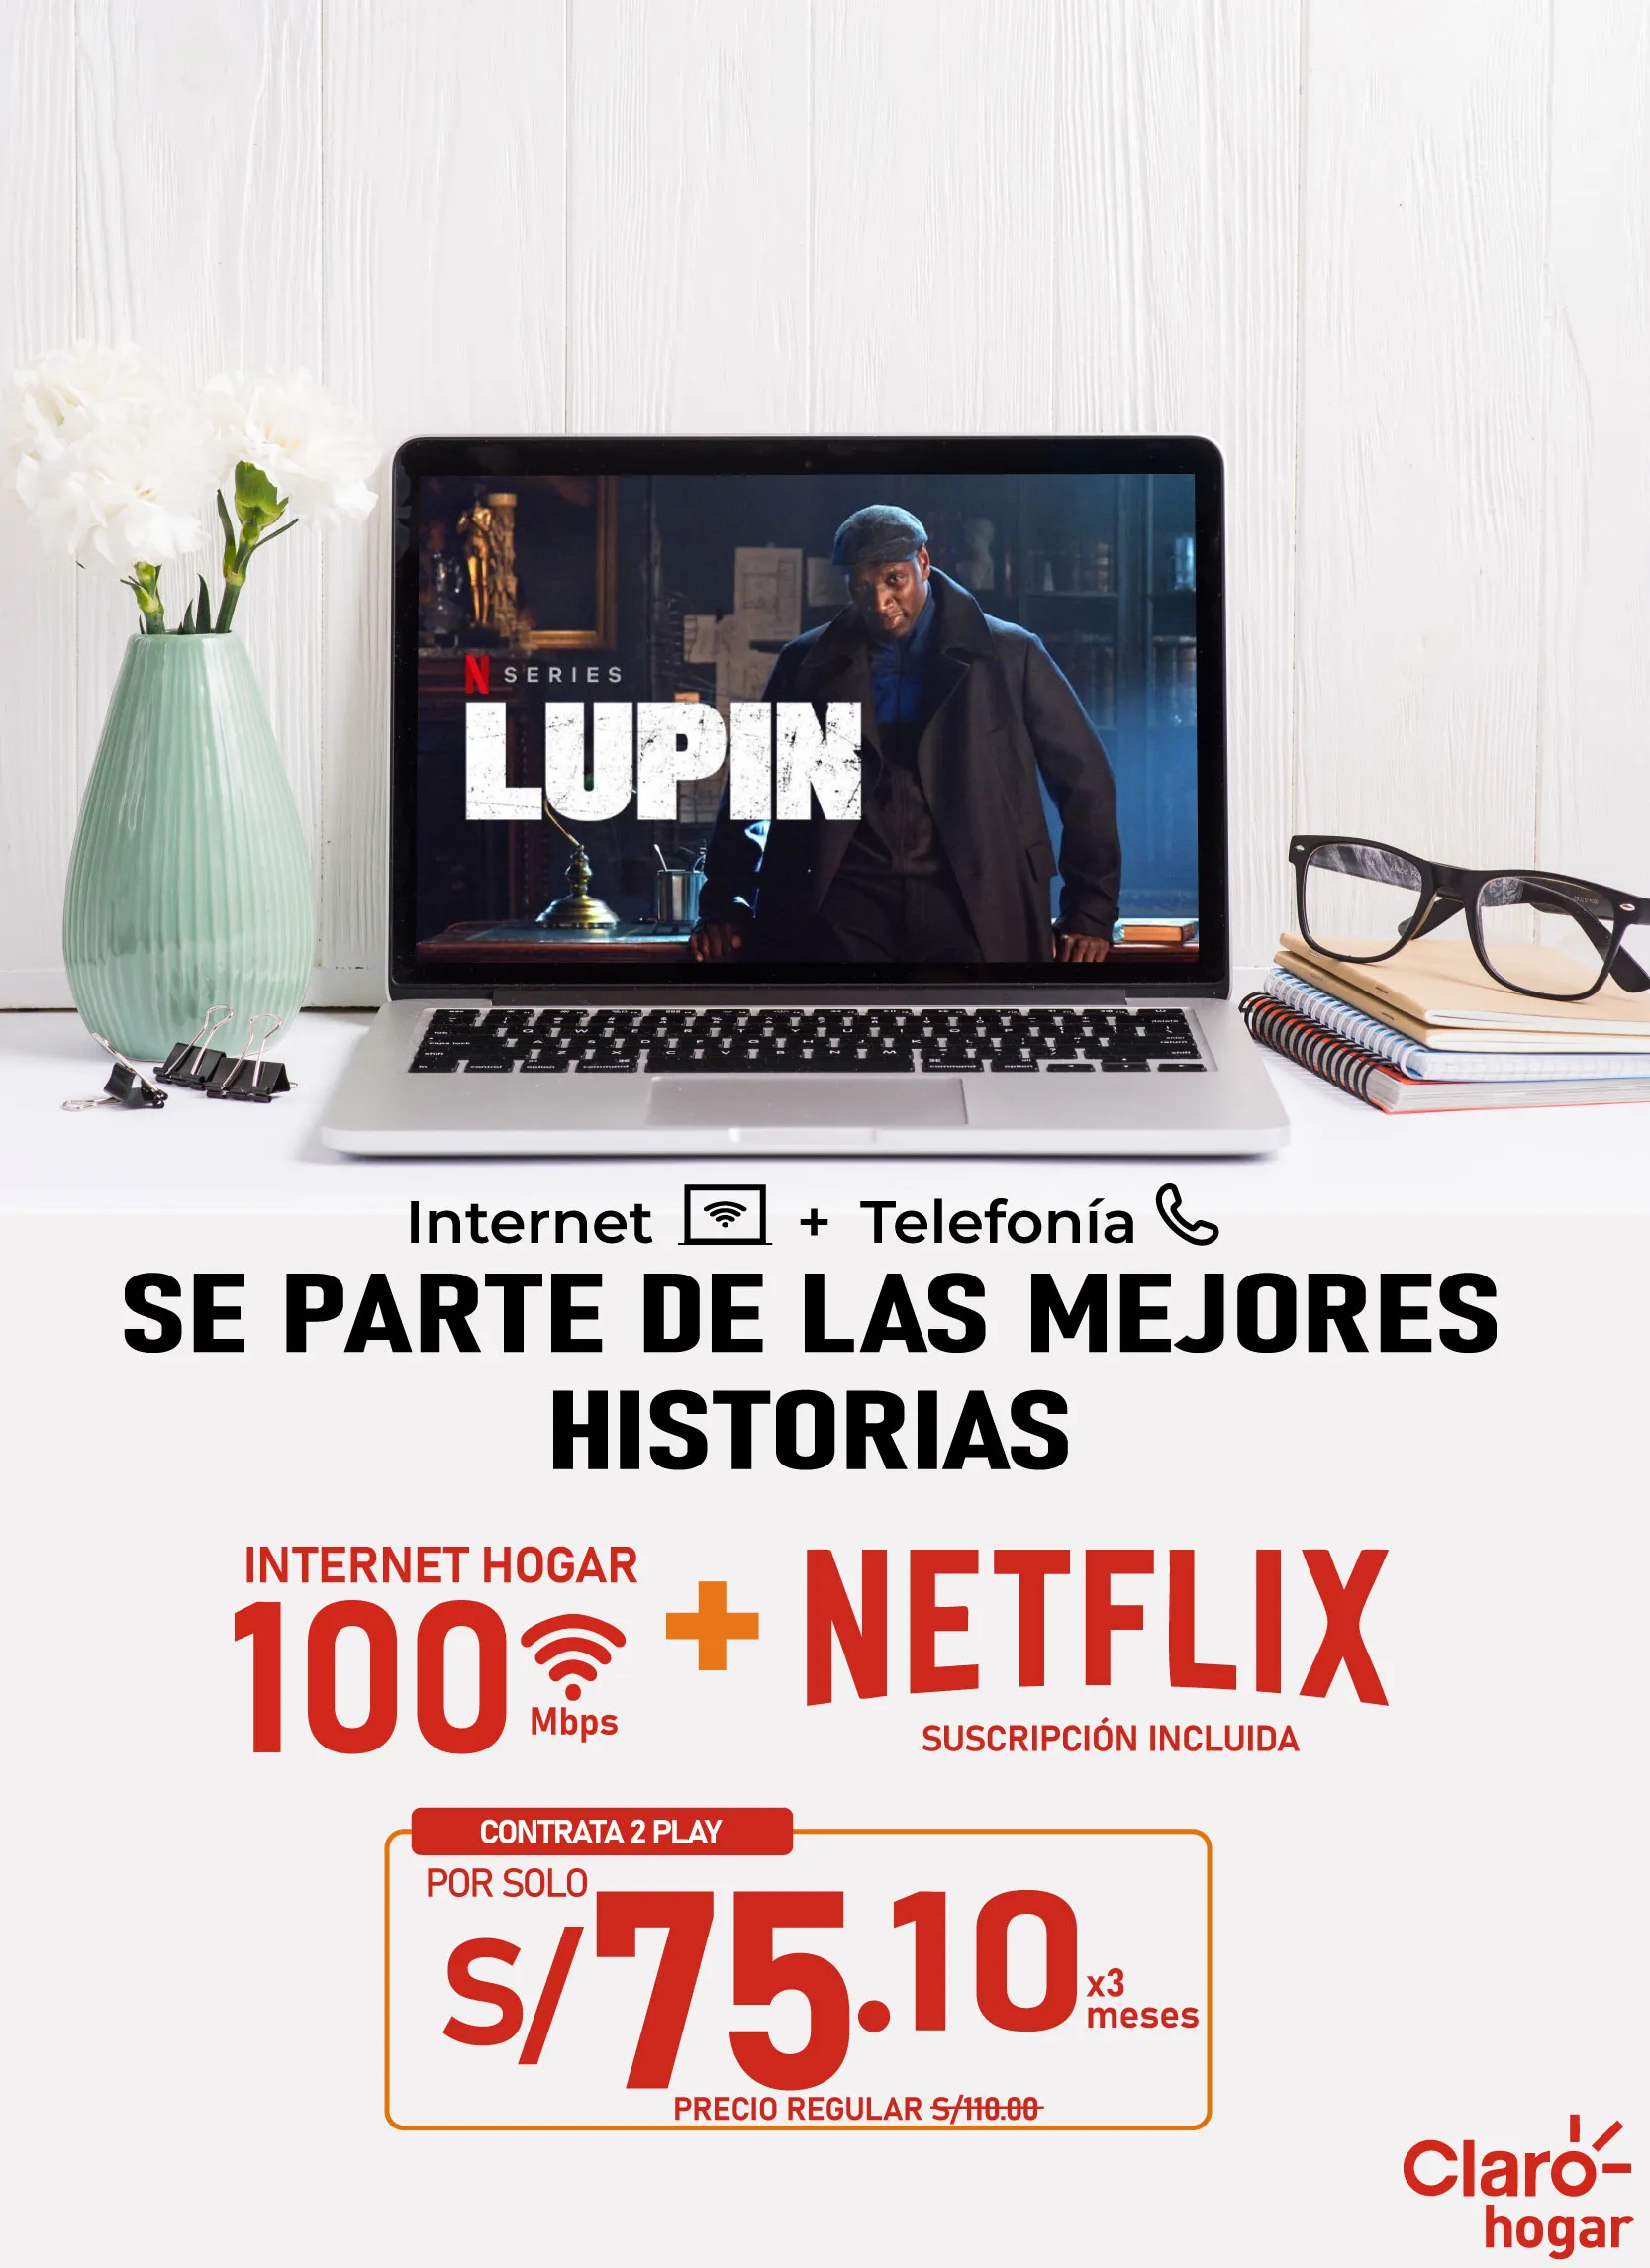 N SERIES
LUPIN
Internet + Telefonía
SE PARTE DE LAS MEJORES
HISTORIAS
INTERNET HOGAR
100
Mbps
+
NETFLIX
SUSCRIPCIÓN INCLUIDA
CONTRATA 2 PLAY
POR SOLO
S/75.10 x3
meses
PRECIO REGULAR S/110.00
Claro
hogar